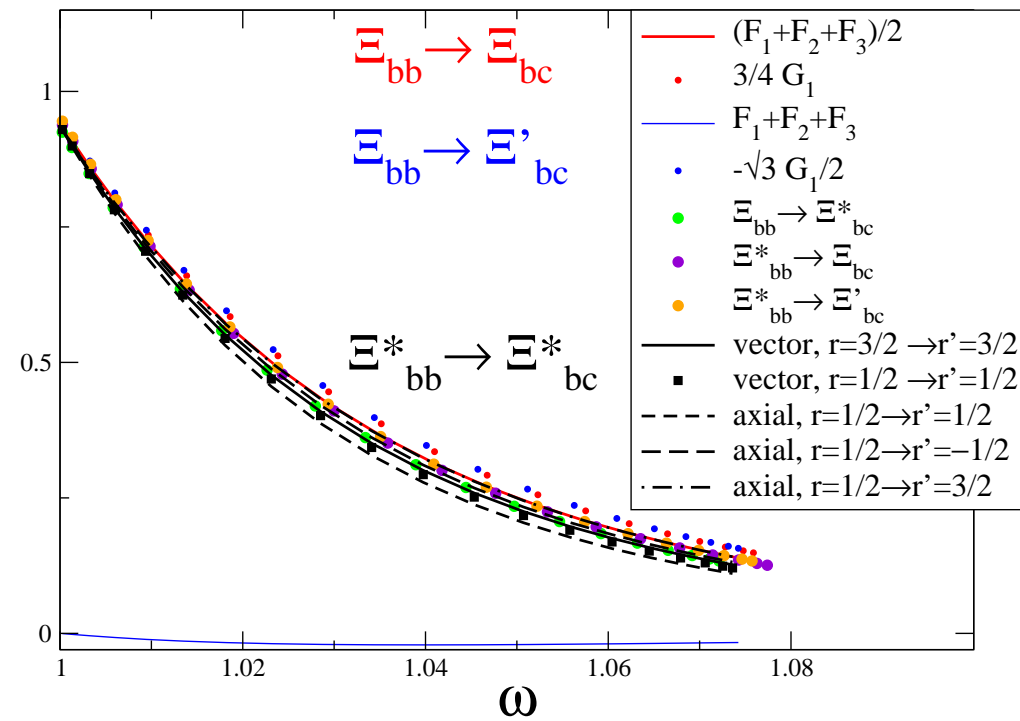 Ξbb → Ξbc
Ξbb → Ξ’bc
Ξ*bb → Ξ*bc
(F1+F2+F3)/2
3/4 G1
F1+F2+F3
-√3 G1/2
Ξbb→ Ξ*bc
Ξ*bb→ Ξbc
Ξ*bb→ Ξ’bc
vector, r=3/2 →r’=3/2
vector, r=1/2 →r’=1/2
axial, r=1/2→r’=1/2
axial, r=1/2→r’=−1/2
axial, r=1/2→r’=3/2
1
0.5
0
1 1.02 1.04 1.06 1.08
ω